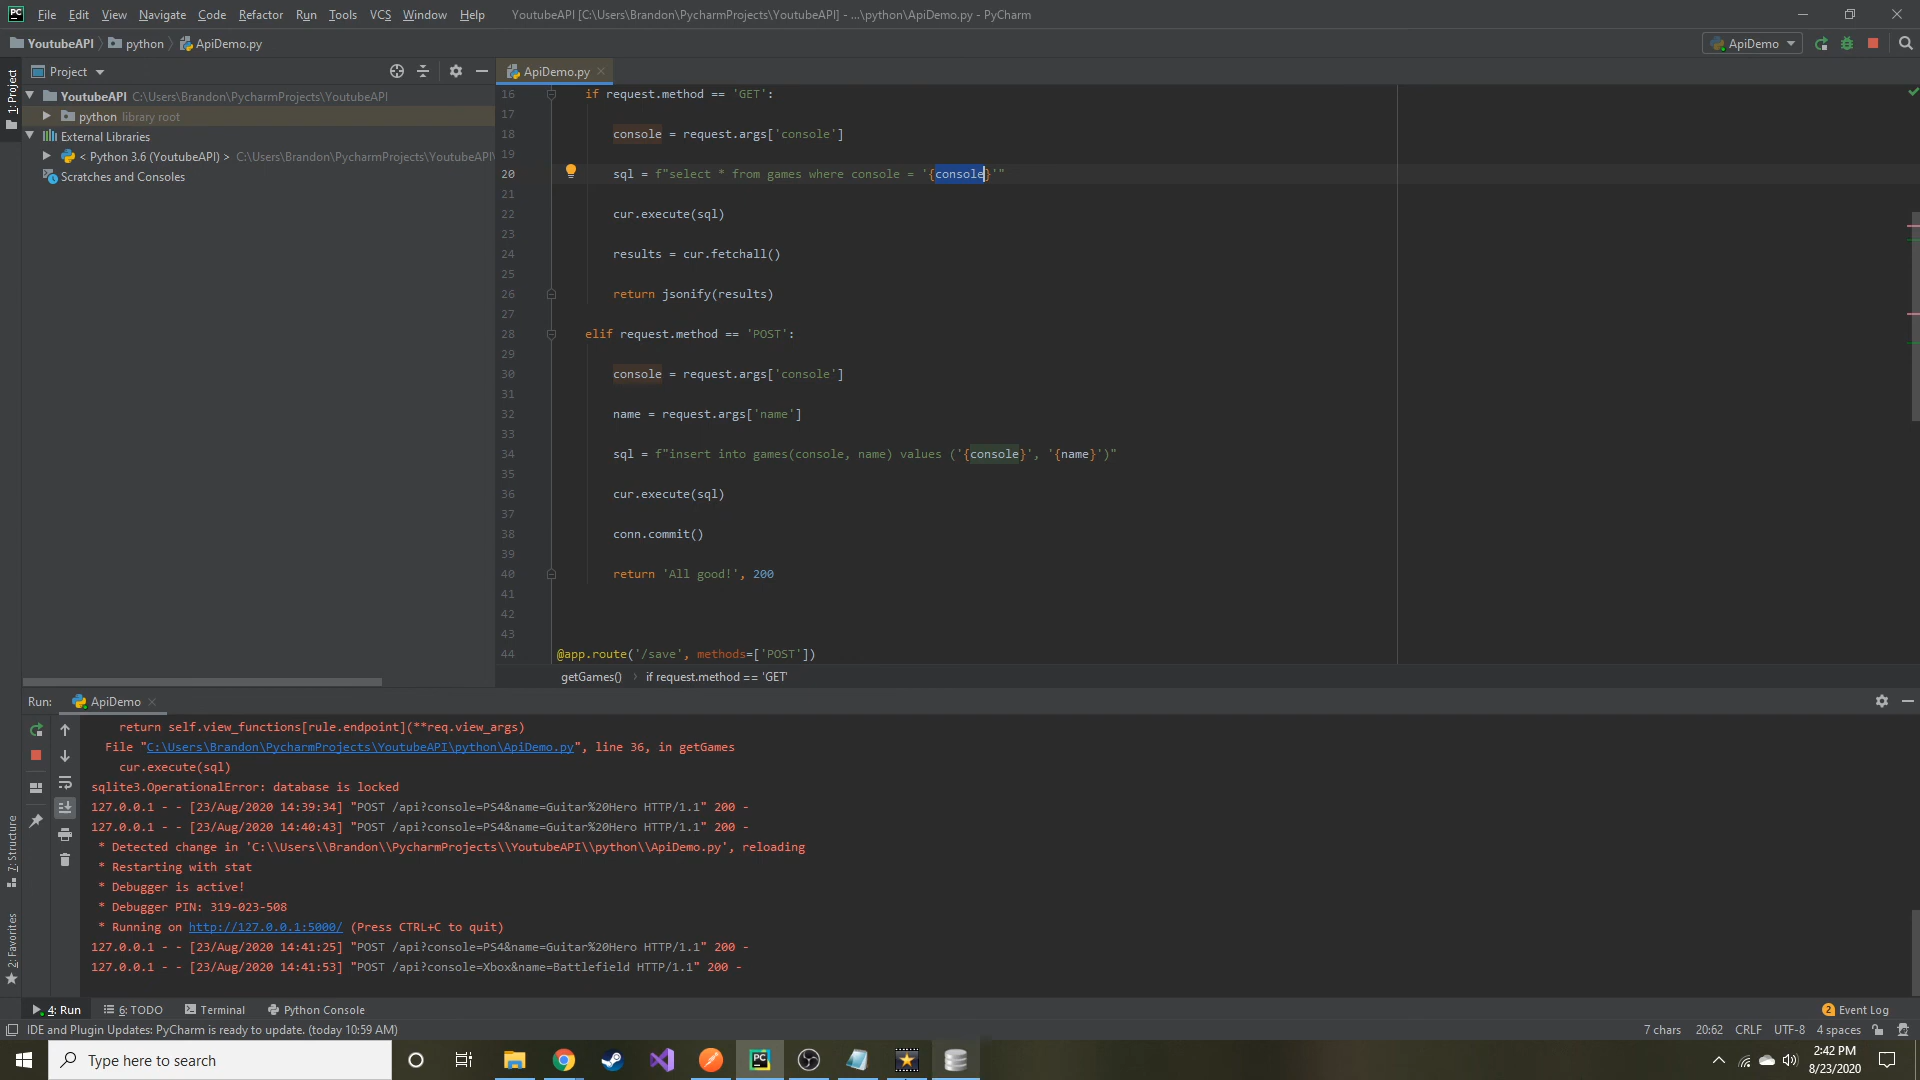 PC File Edit View Navigate Code Refactor Run Tools VCS Window Help YoutubeAPI [C:\Users\Brandon\PycharmProjects\YoutubeAPI] - ...\python\ApiDemo.py - PyCharm
YoutubeAPI python ApiDemo.py ApiDemo
1: Project
Project
ApiDemo.py
YoutubeAPI C:\Users\Brandon\PycharmProjects\YoutubeAPI
python library root
External Libraries
< Python 3.6 (YoutubeAPI) > C:\Users\Brandon\PycharmProjects\YoutubeAPI\
Scratches and Consoles
16 if request.method == 'GET':
17
18 console = request.args['console']
19
20 sql = f"select * from games where console = '{console}'"
21
22 cur.execute(sql)
23
24 results = cur.fetchall()
25
26 return jsonify(results)
27
28 elif request.method == 'POST':
29
30 console = request.args['console']
31
32 name = request.args['name']
33
34 sql = f"insert into games(console, name) values ('{console}', '{name}')"
35
36 cur.execute(sql)
37
38 conn.commit()
39
40 return 'All good!', 200
41
42
43
44 @app.route('/save', methods=['POST'])
getGames() if request.method == 'GET'
Run: ApiDemo
return self.view_functions[rule.endpoint](**req.view_args)
File "C:\Users\Brandon\PycharmProjects\YoutubeAPI\python\ApiDemo.py", line 36, in getGames
cur.execute(sql)
sqlite3.OperationalError: database is locked
127.0.0.1 - - [23/Aug/2020 14:39:34] "POST /api?console=PS4&name=Guitar%20Hero HTTP/1.1" 200 -
127.0.0.1 - - [23/Aug/2020 14:40:43] "POST /api?console=PS4&name=Guitar%20Hero HTTP/1.1" 200 -
* Detected change in 'C:\\Users\\Brandon\\PycharmProjects\\YoutubeAPI\\python\\ApiDemo.py', reloading
* Restarting with stat
* Debugger is active!
* Debugger PIN: 319-023-508
* Running on http://127.0.0.1:5000/ (Press CTRL+C to quit)
127.0.0.1 - - [23/Aug/2020 14:41:25] "POST /api?console=PS4&name=Guitar%20Hero HTTP/1.1" 200 -
127.0.0.1 - - [23/Aug/2020 14:41:53] "POST /api?console=Xbox&name=Battlefield HTTP/1.1" 200 -
7: Structure
2: Favorites
4: Run 6: TODO Terminal Python Console 2 Event Log
IDE and Plugin Updates: PyCharm is ready to update. (today 10:59 AM) 7 chars 20:62 CRLF UTF-8 4 spaces
Type here to search PC 2:42 PM
8/23/2020